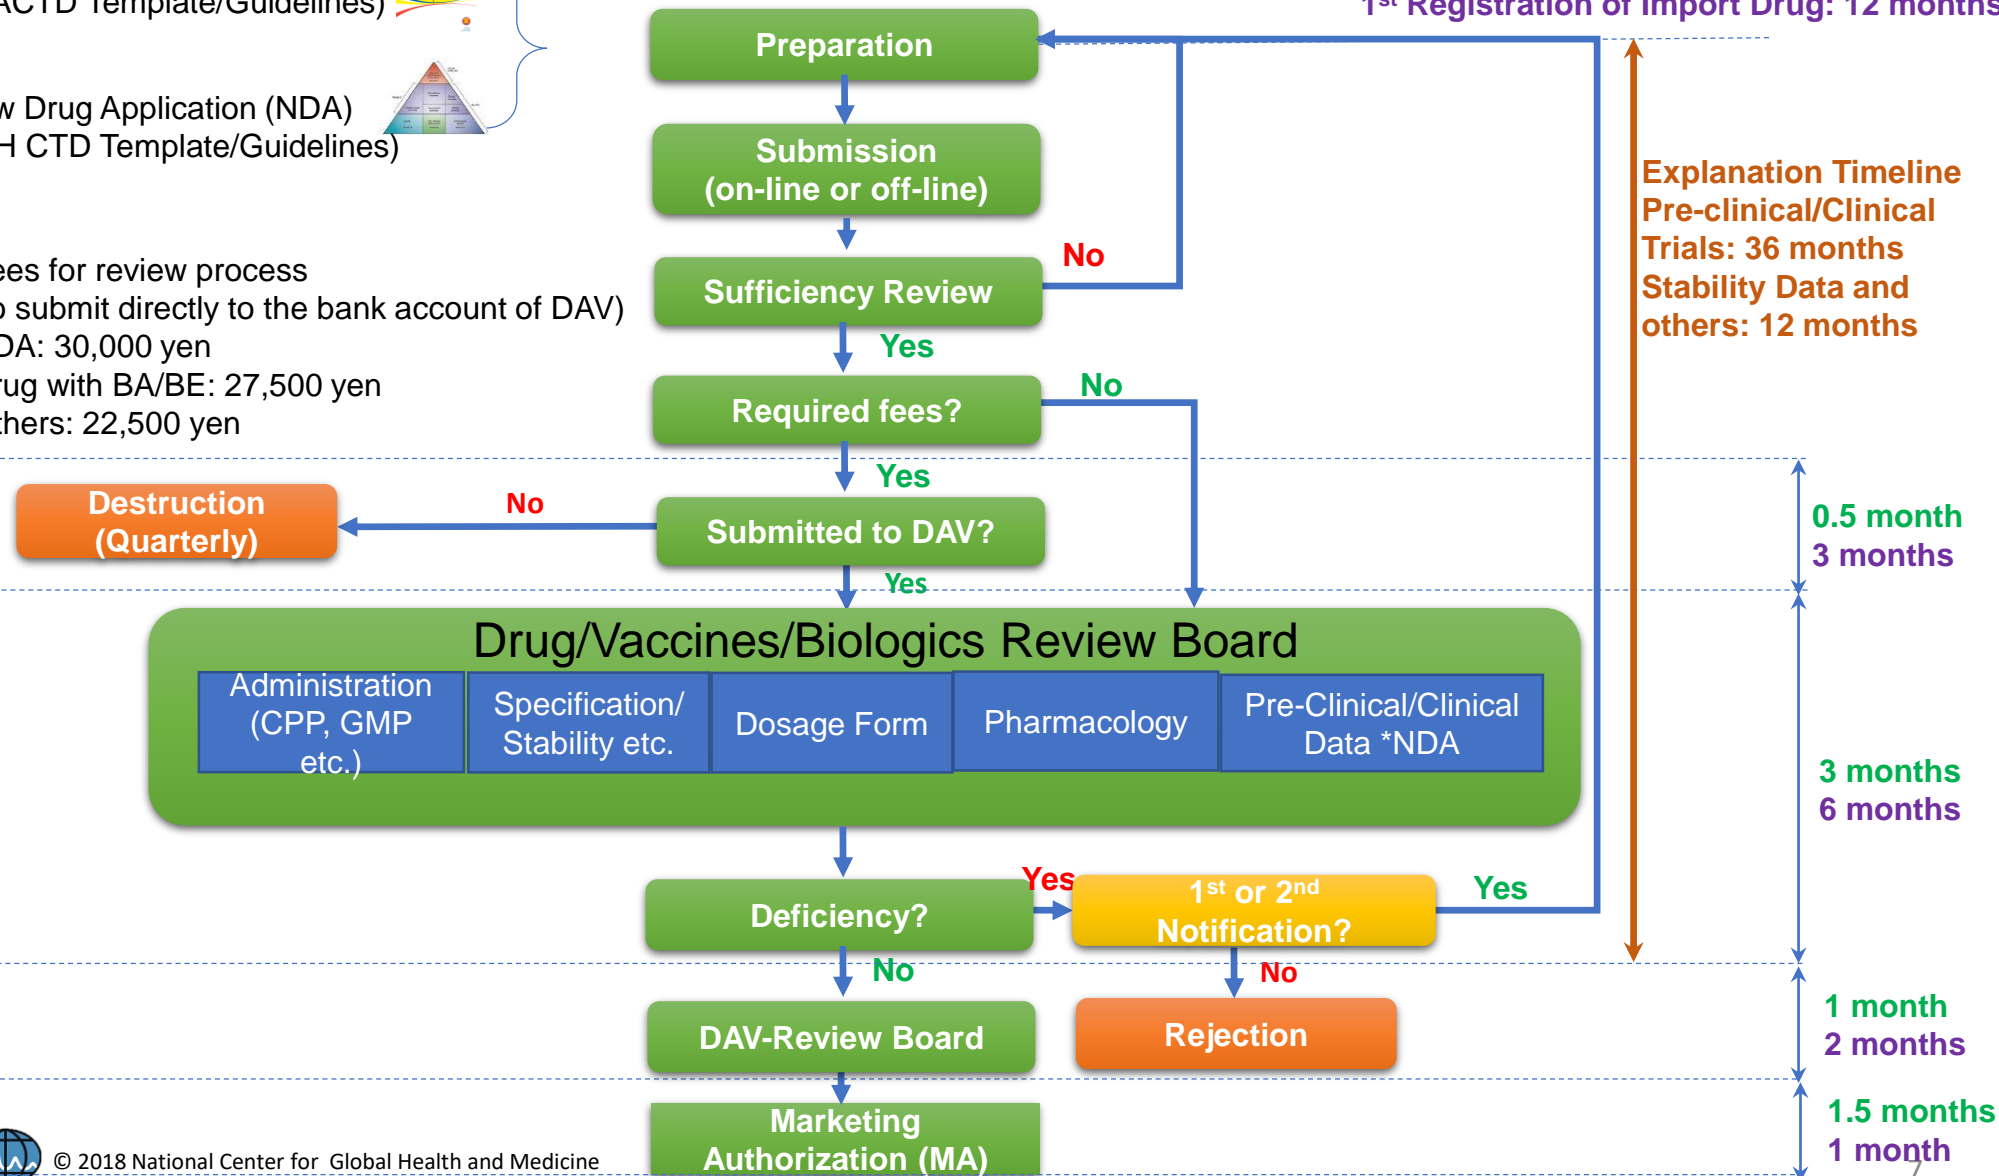 ACTD Template/Guidelines)
1st Registration of Import Drug: 12 months
Preparation
w Drug Application (NDA)
H CTD Template/Guidelines)
Submission
(on-line or off-line)
Explanation Timeline
Pre-clinical/Clinical
Trials: 36 months
Stability Data and
others: 12 months
ees for review process
o submit directly to the bank account of DAV)
DA: 30,000 yen
rug with BA/BE: 27,500 yen
thers: 22,500 yen
Sufficiency Review
No
Yes
Required fees?
No
Yes
Destruction
(Quarterly)
No
Submitted to DAV?
Yes
0.5 month
3 months
Drug/Vaccines/Biologics Review Board
Administration
(CPP, GMP
etc.)
Specification/
Stability etc.
Dosage Form
Pharmacology
Pre-Clinical/Clinical
Data *NDA
3 months
6 months
Deficiency?
Yes
1st or 2nd
Notification?
Yes
No
No
DAV-Review Board
Rejection
1 month
2 months
Marketing
Authorization (MA)
1.5 months
1 month
© 2018 National Center for Global Health and Medicine
7